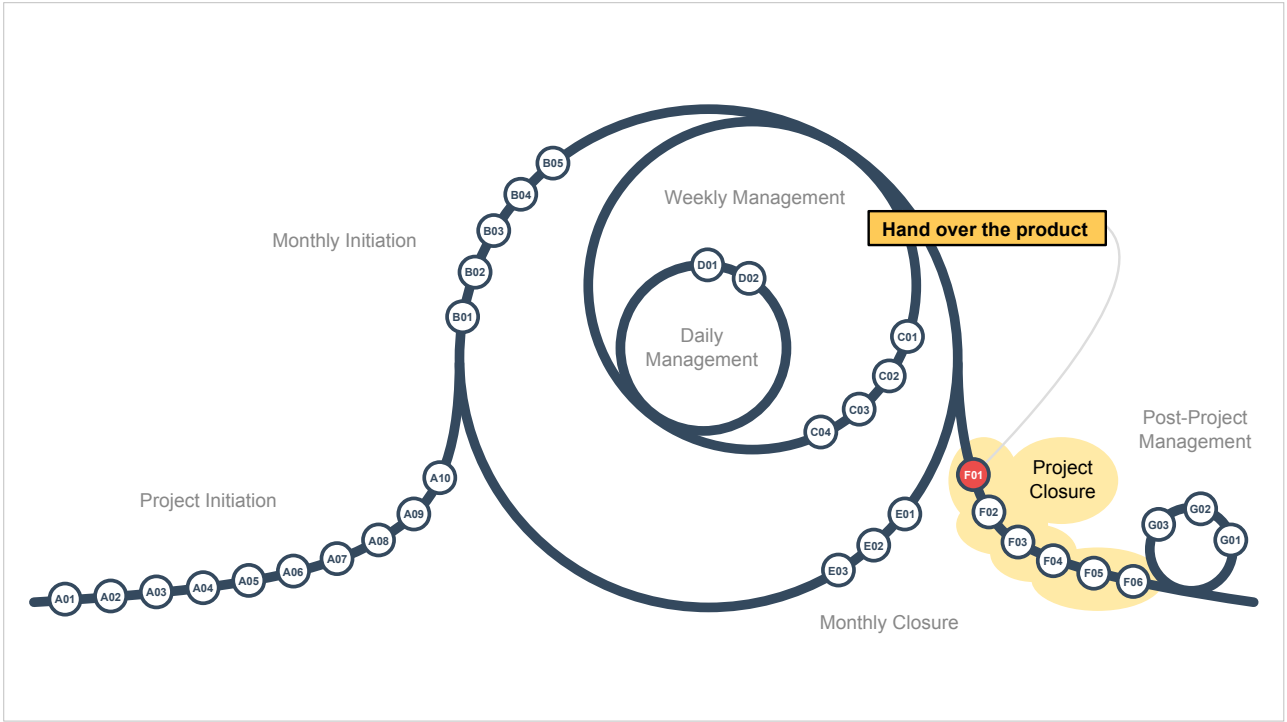 B05
B04
B03
B02
B01
Monthly Initiation
Weekly Management
Hand over the product
D01
D02
Daily
Management
C01
C02
C03
C04
Post-Project
Management
Project
Closure
Project Initiation
A10
A09
A08
A07
A06
A05
A04
A03
A02
A01
E01
E02
E03
Monthly Closure
F01
F02
F03
F04
F05
F06
G03
G02
G01